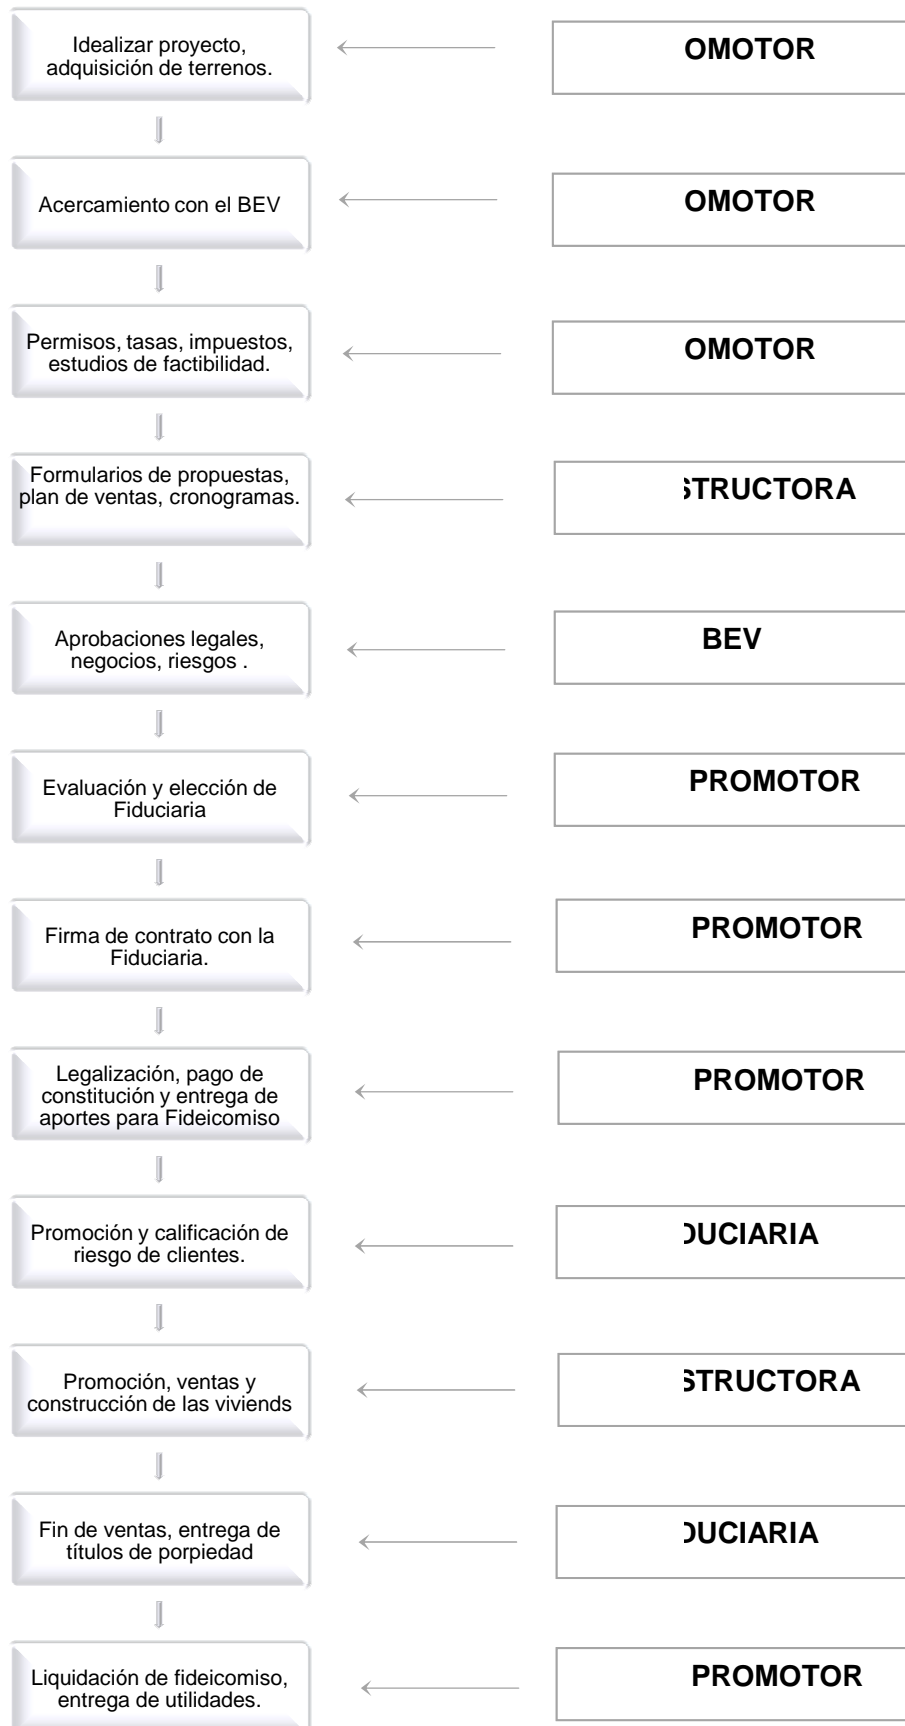 Idealizar proyecto,
adquisición de terrenos.
OMOTOR
Acercamiento con el BEV
OMOTOR
Permisos, tasas, impuestos,
estudios de factibilidad.
OMOTOR
Formularios de propuestas,
plan de ventas, cronogramas.
STRUCTORA
Aprobaciones legales,
negocios, riesgos .
BEV
Evaluación y elección de
Fiduciaria
PROMOTOR
Firma de contrato con la
Fiduciaria.
PROMOTOR
Legalización, pago de
constitución y entrega de
aportes para Fideicomiso
PROMOTOR
Promoción y calificación de
riesgo de clientes.
DUCIARIA
Promoción, ventas y
construcción de las viviends
STRUCTORA
Fin de ventas, entrega de
títulos de porpiedad
DUCIARIA
Liquidación de fideicomiso,
entrega de utilidades.
PROMOTOR